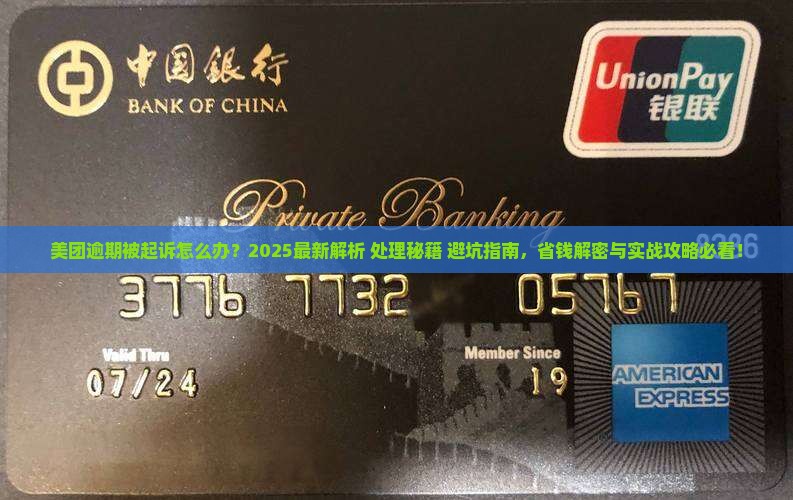 中国銀行
BANK OF CHINA
UnionPay
银联
Private Banking
美团逾期被起诉怎么办？2025最新解析 处理秘籍 避坑指南，省钱解密与实战攻略必看！
3776 7732 05767
Valid Thru
07/24
Member Since
19
AMERICAN
EXPRESS